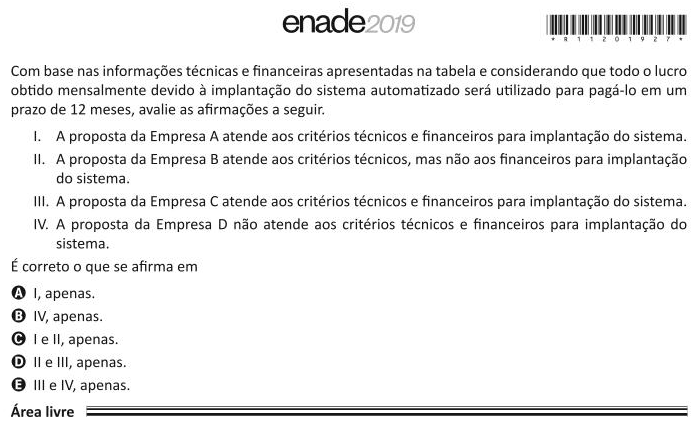 enade2019
* R 1 1 2 0 1 9 2 7 *
Com base nas informações técnicas e financeiras apresentadas na tabela e considerando que todo o lucro
obtido mensalmente devido à implantação do sistema automatizado será utilizado para pagá-lo em um
prazo de 12 meses, avalie as afirmações a seguir.
I. A proposta da Empresa A atende aos critérios técnicos e financeiros para implantação do sistema.
II. A proposta da Empresa B atende aos critérios técnicos, mas não aos financeiros para implantação
do sistema.
III. A proposta da Empresa C atende aos critérios técnicos e financeiros para implantação do sistema.
IV. A proposta da Empresa D não atende aos critérios técnicos e financeiros para implantação do
sistema.
É correto o que se afirma em
A I, apenas.
B IV, apenas.
C I e II, apenas.
D II e III, apenas.
E III e IV, apenas.
Área livre